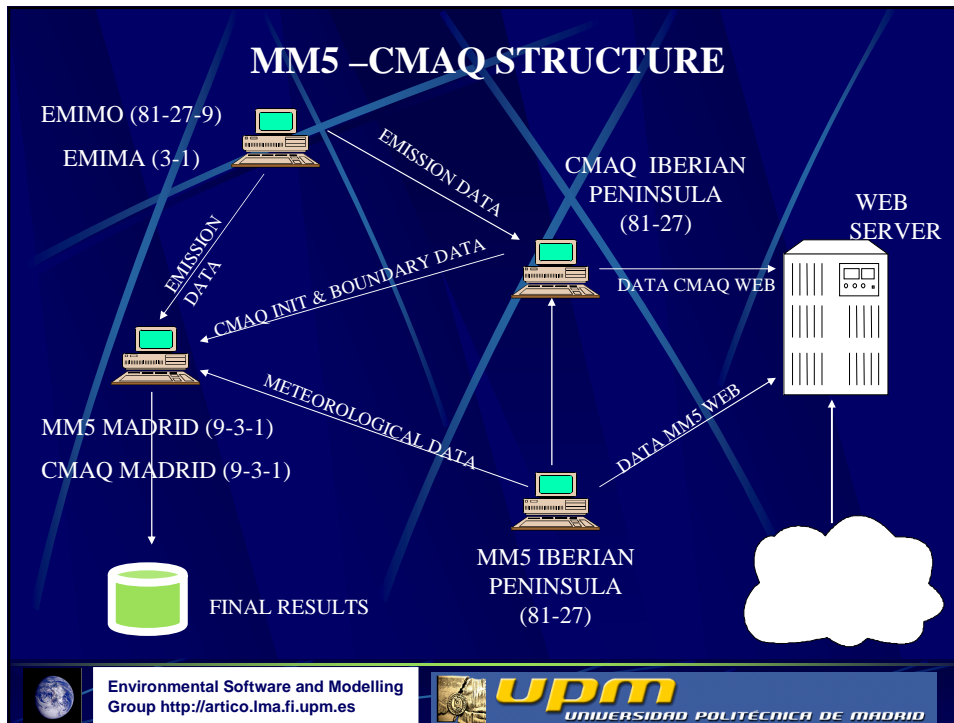 MM5 –CMAQ STRUCTURE
EMIMO (81-27-9)
EMIMA (3-1)
EMISSION DATA
CMAQ IBERIAN
PENINSULA
(81-27)
WEB
SERVER
EMISSION
DATA
CMAQ INIT & BOUNDARY DATA
DATA CMAQ WEB
METEOROLOGICAL DATA
DATA MM5 WEB
MM5 MADRID (9-3-1)
CMAQ MADRID (9-3-1)
MM5 IBERIAN
PENINSULA
(81-27)
FINAL RESULTS
Environmental Software and Modelling
Group http://artico.lma.fi.upm.es
upm
UNIVERSIDAD POLITÉCNICA DE MADRID